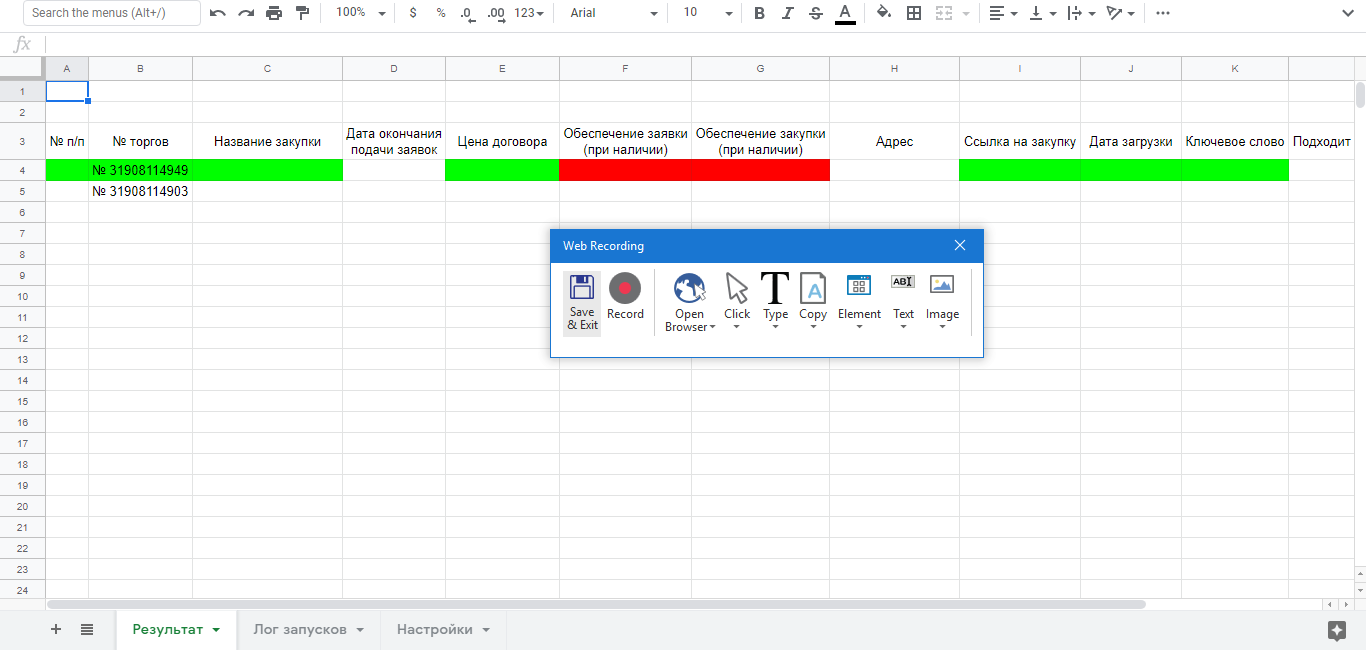 Search the menus (Alt+/) 100% $ % .0 .00 123 Arial 10 B I S A
fx
A B C D E F G H I J K
1
2
3 № п/п № торгов Название закупки Дата окончания подачи заявок Цена договора Обеспечение заявки (при наличии) Обеспечение закупки (при наличии) Адрес Ссылка на закупку Дата загрузки Ключевое слово Подходит
4 № 31908114949
5 № 31908114903
6
7
8
9
10
11
12
13
14
15
16
17
18
19
20
21
22
23
24
Web Recording
Save & Exit Record Open Browser Click T Type A Copy Element ABI Text Image
Результат Лог запусков Настройки